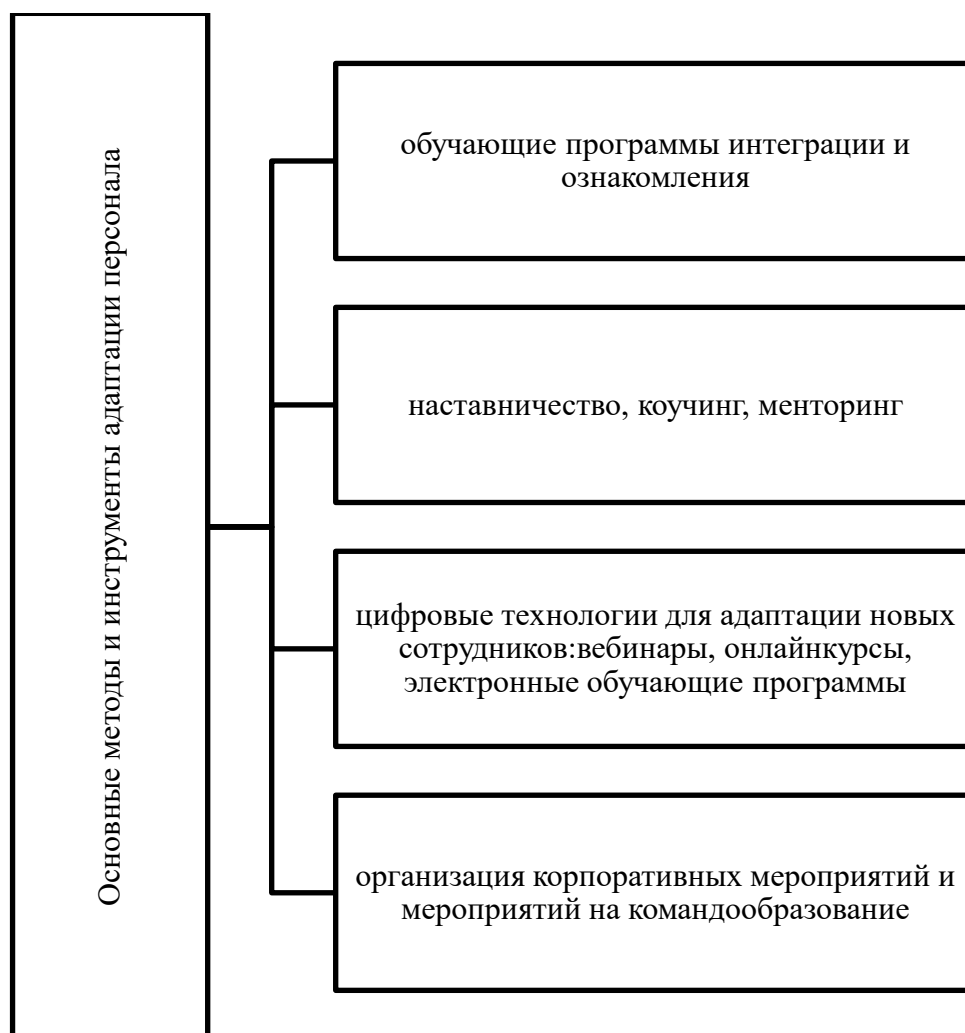 Основные методы и инструменты адаптации персонала
обучающие программы интеграции и
ознакомления
наставничество, коучинг, менторинг
цифровые технологии для адаптации новых
сотрудников:вебинары, онлайнкурсы,
электронные обучающие программы
организация корпоративных мероприятий и
мероприятий на командообразование